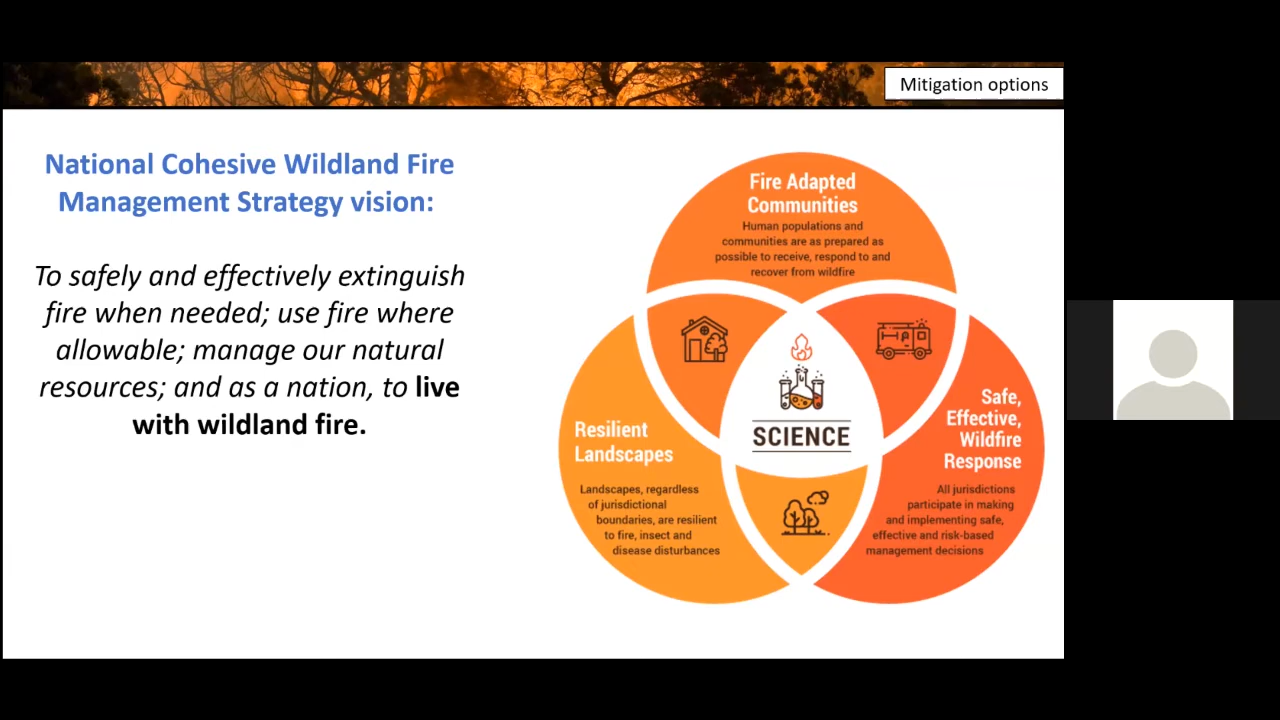 Mitigation options
National Cohesive Wildland Fire
Management Strategy vision:
To safely and effectively extinguish
fire when needed; use fire where
allowable; manage our natural
resources; and as a nation, to live
with wildland fire.
Fire Adapted
Communities
Human populations and
communities are as prepared as
possible to receive, respond to and
recover from wildfire
SCIENCE
Resilient
Landscapes
Landscapes, regardless
of jurisdictional
boundaries, are resilient
to fire, insect and
disease disturbances
Safe,
Effective,
Wildfire
Response
All jurisdictions
participate in making
and implementing safe,
effective and risk-based
management decisions